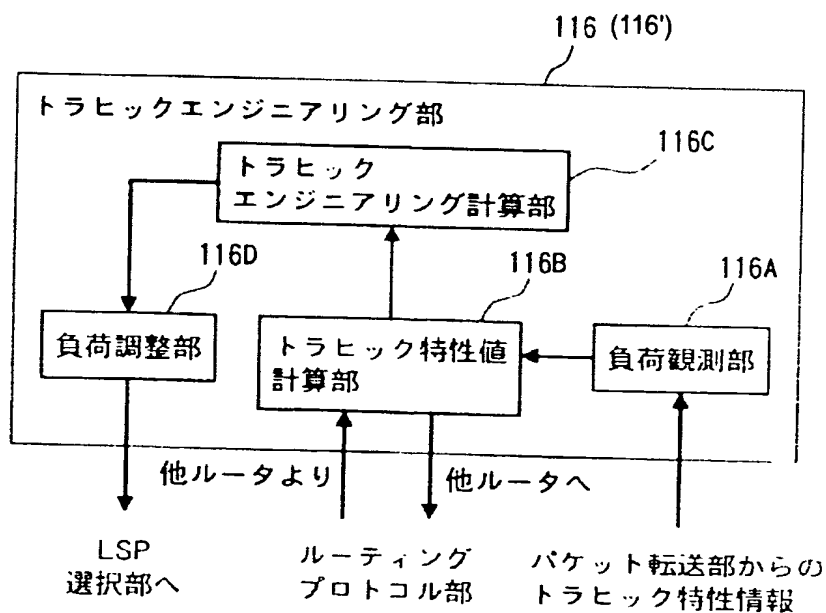 116 (116')
トラヒックエンジニアリング部
116C
トラヒック
エンジニアリング計算部
116D
116B
116A
負荷調整部
トラヒック特性値
計算部
負荷観測部
他ルータより
他ルータへ
LSP
選択部へ
ルーティング
プロトコル部
パケット転送部からの
トラヒック特性情報